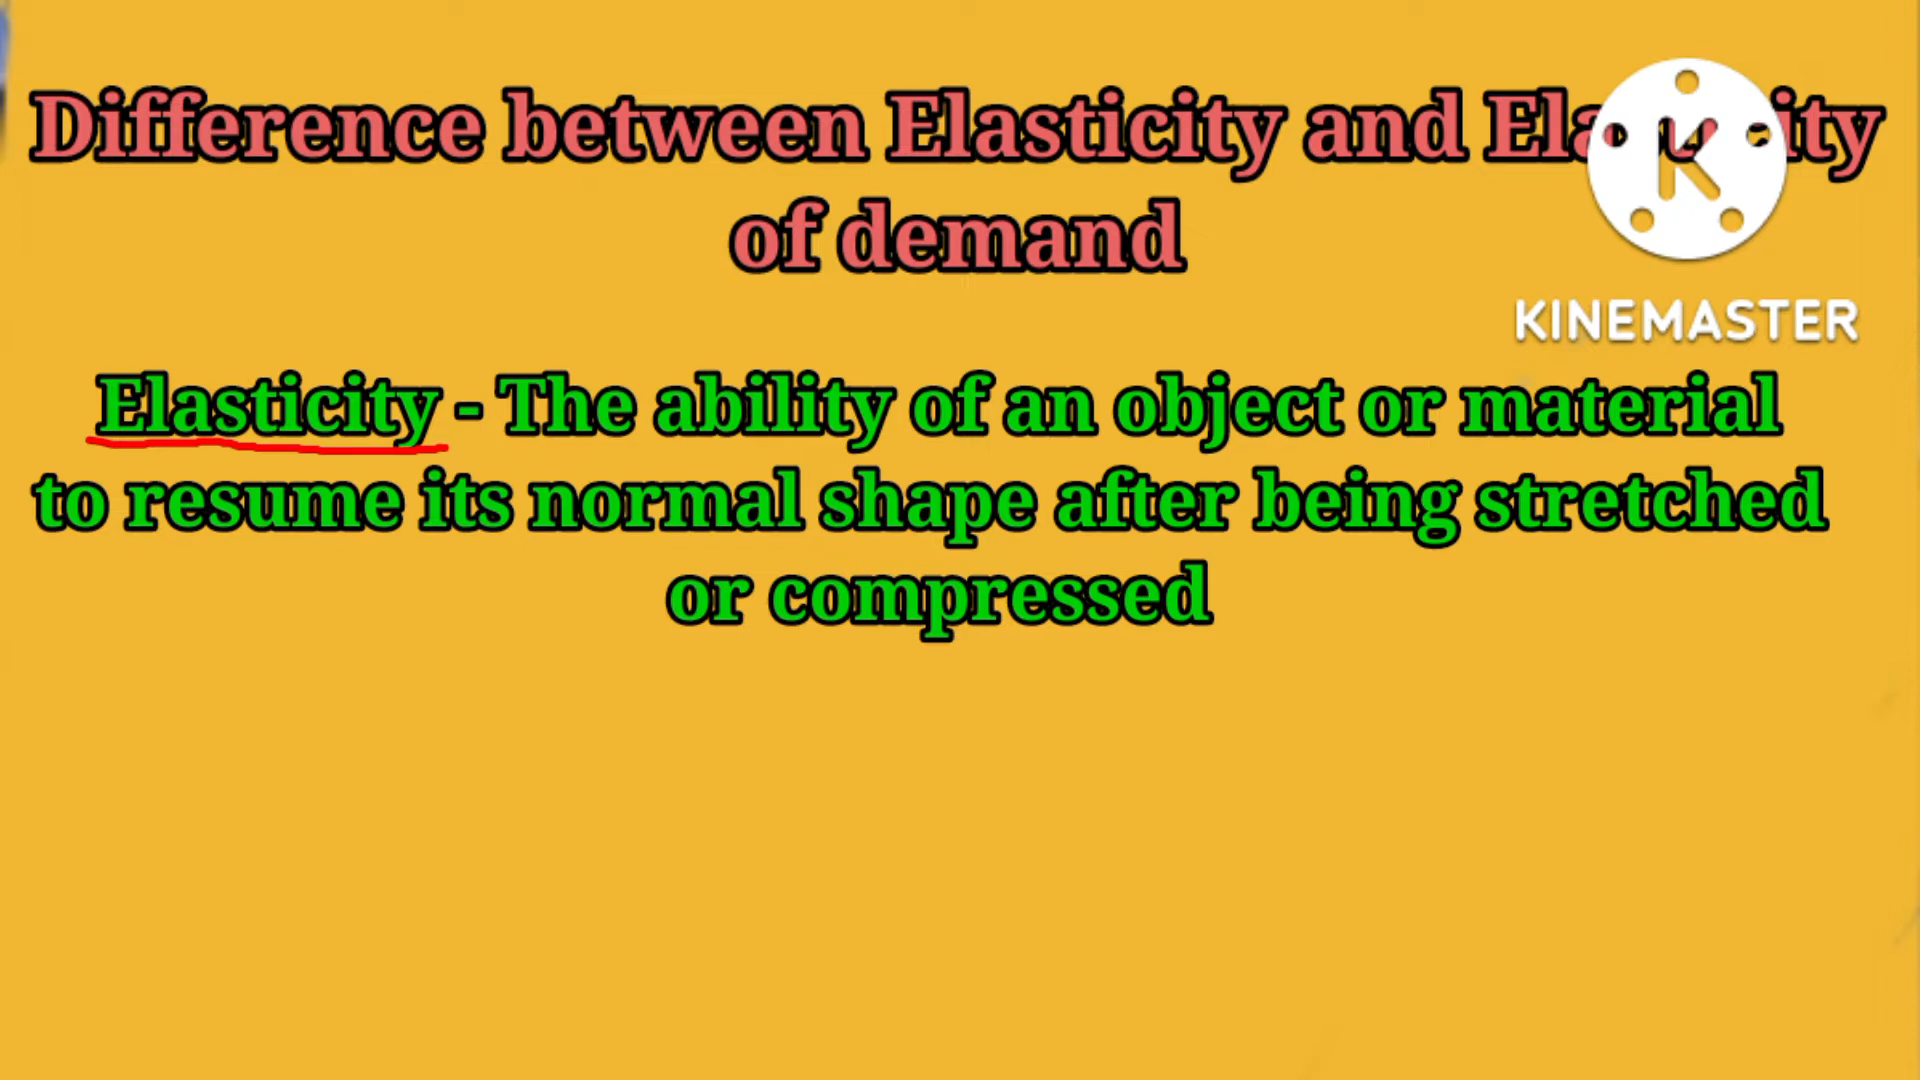 Difference between Elasticity and Elasticity
of demand
KINEMASTER
Elasticity - The ability of an object or material
to resume its normal shape after being stretched
or compressed